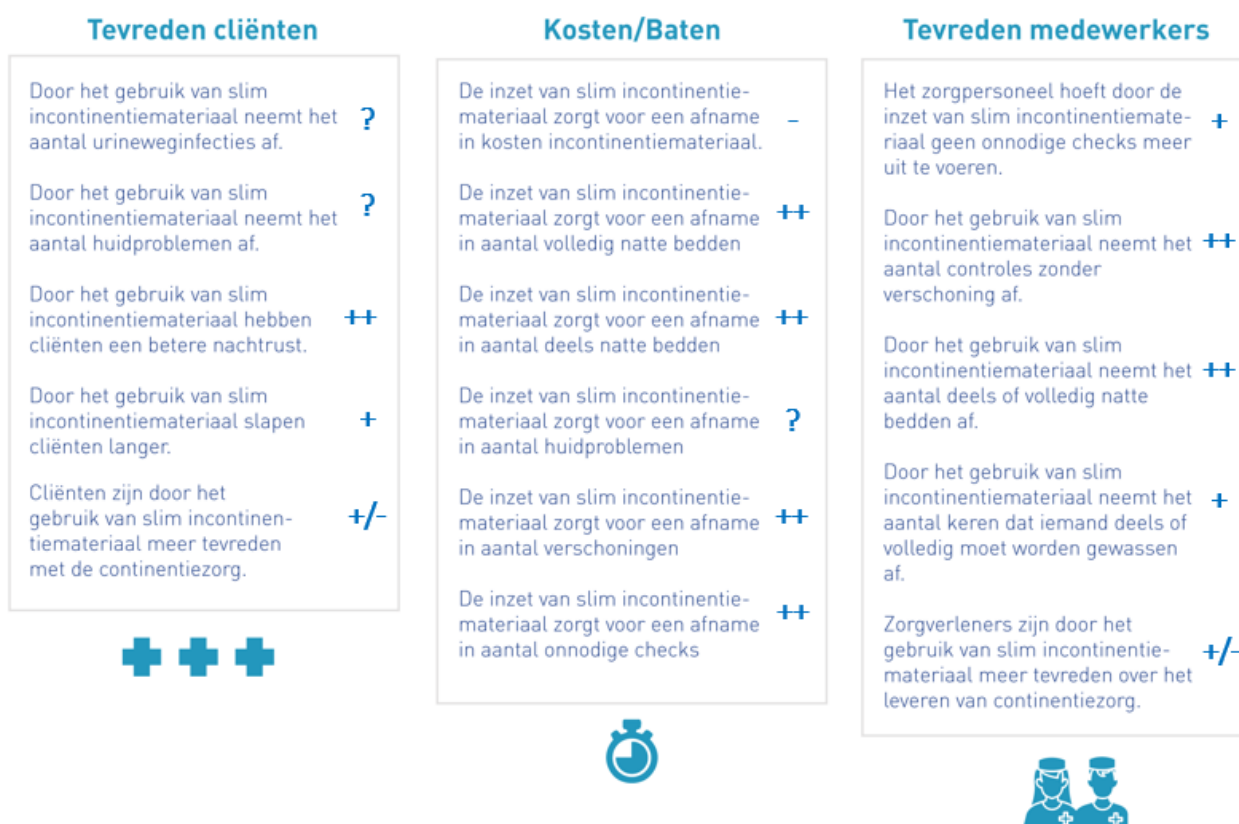 Tevreden cliënten
Door het gebruik van slim
incontinentiemateriaal neemt het ?
aantal urineweginfecties af.
Door het gebruik van slim
incontinentiemateriaal neemt het ?
aantal huidproblemen af.
Door het gebruik van slim
incontinentiemateriaal hebben ++
cliënten een betere nachtrust.
Door het gebruik van slim
incontinentiemateriaal slapen +
cliënten langer.
Cliënten zijn door het
gebruik van slim incontinen- +/-
tiemateriaal meer tevreden
met de continentiezorg.
Kosten/Baten
De inzet van slim incontinentie-
materiaal zorgt voor een afname -
in kosten incontinentiemateriaal.
De inzet van slim incontinentie-
materiaal zorgt voor een afname ++
in aantal volledig natte bedden
De inzet van slim incontinentie-
materiaal zorgt voor een afname ++
in aantal deels natte bedden
De inzet van slim incontinentie-
materiaal zorgt voor een afname ?
in aantal huidproblemen
De inzet van slim incontinentie-
materiaal zorgt voor een afname ++
in aantal verschoningen
De inzet van slim incontinentie-
materiaal zorgt voor een afname ++
in aantal onnodige checks
Tevreden medewerkers
Het zorgpersoneel hoeft door de
inzet van slim incontinentiemate- +
riaal geen onnodige checks meer
uit te voeren.
Door het gebruik van slim
incontinentiemateriaal neemt het ++
aantal controles zonder
verschoning af.
Door het gebruik van slim
incontinentiemateriaal neemt het ++
aantal deels of volledig natte
bedden af.
Door het gebruik van slim
incontinentiemateriaal neemt het +
aantal keren dat iemand deels of
volledig moet worden gewassen
af.
Zorgverleners zijn door het
gebruik van slim incontinentie- +/-
materiaal meer tevreden over het
leveren van continentiezorg.